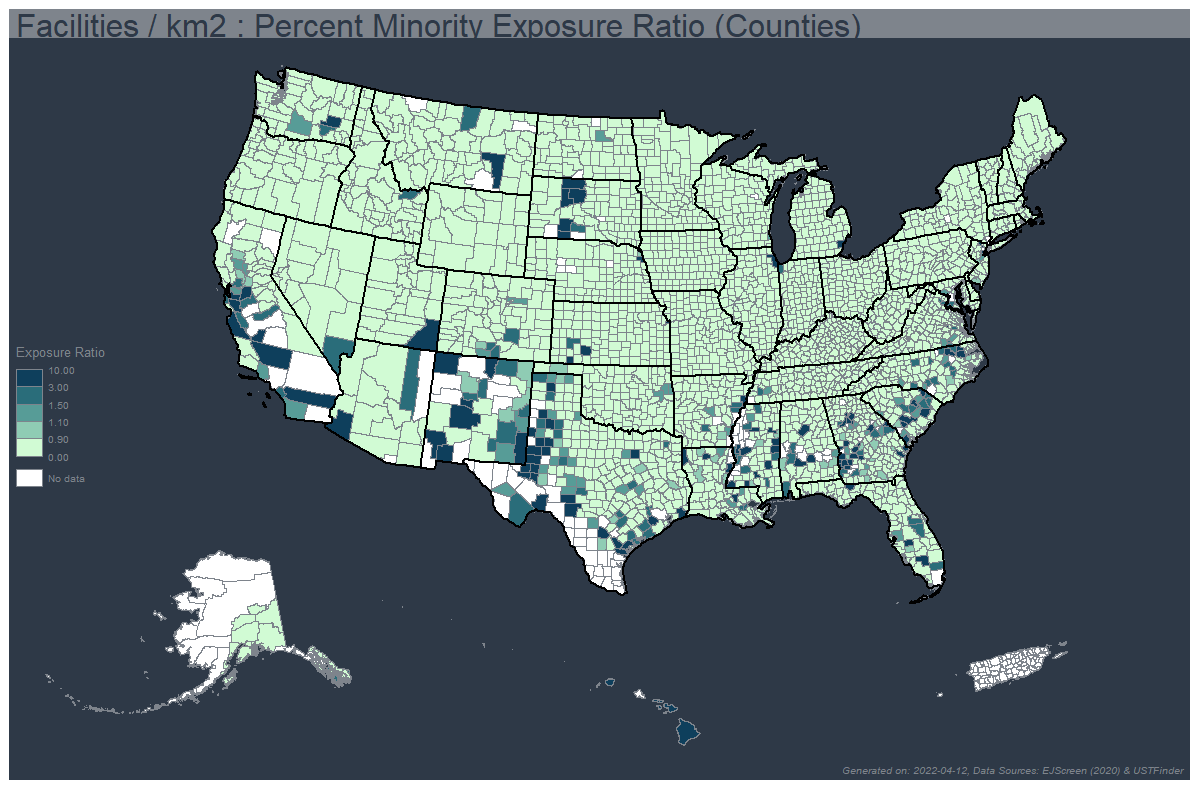 Facilities / km2 : Percent Minority Exposure Ratio (Counties)
Exposure Ratio
10.00
3.00
1.50
1.10
0.90
0.00
No data
Generated on: 2022-04-12, Data Sources: EJScreen (2020) & USTFinder